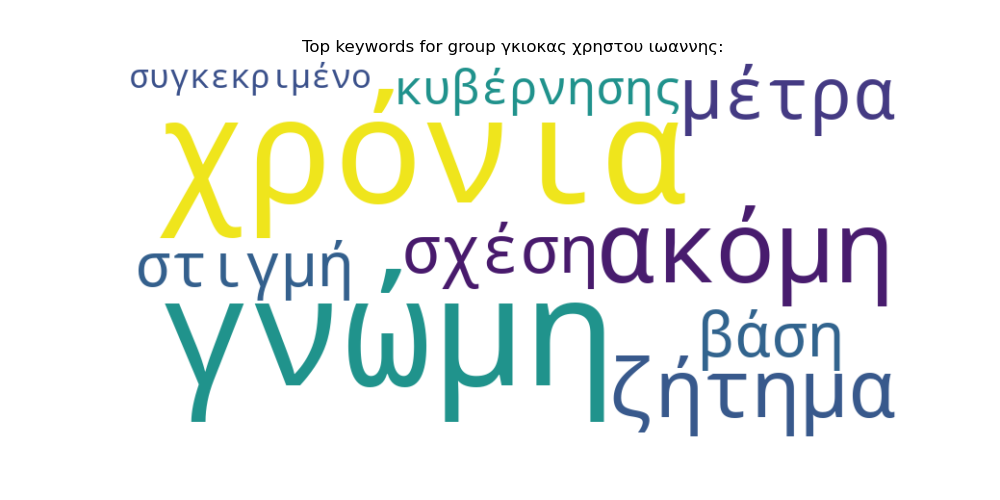 Top keywords for group γκιοκας χρηστου ιωαννης:
συγκεκριμένο κυβέρνησης μέτρα
χρόνια
στιγμή σχέση ακόμη
γνώμη βάση
ζήτημα